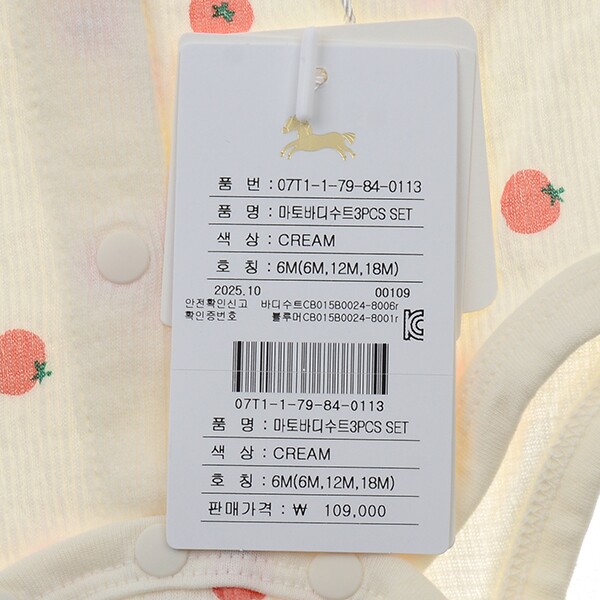 품 번 : 07T1-1-79-84-0113
품 명 : 마토바디수트3PCS SET
색 상 : CREAM
호 칭 : 6M(6M,12M,18M)
2025.10 00109
안전확인신고 바디수트CB015B0024-8006r
확인증번호 블루머CB015B0024-8001r
07T1-1-79-84-0113
품 명 : 마토바디수트3PCS SET
색 상 : CREAM
호 칭 : 6M(6M,12M,18M)
판매가격 : ₩ 109,000